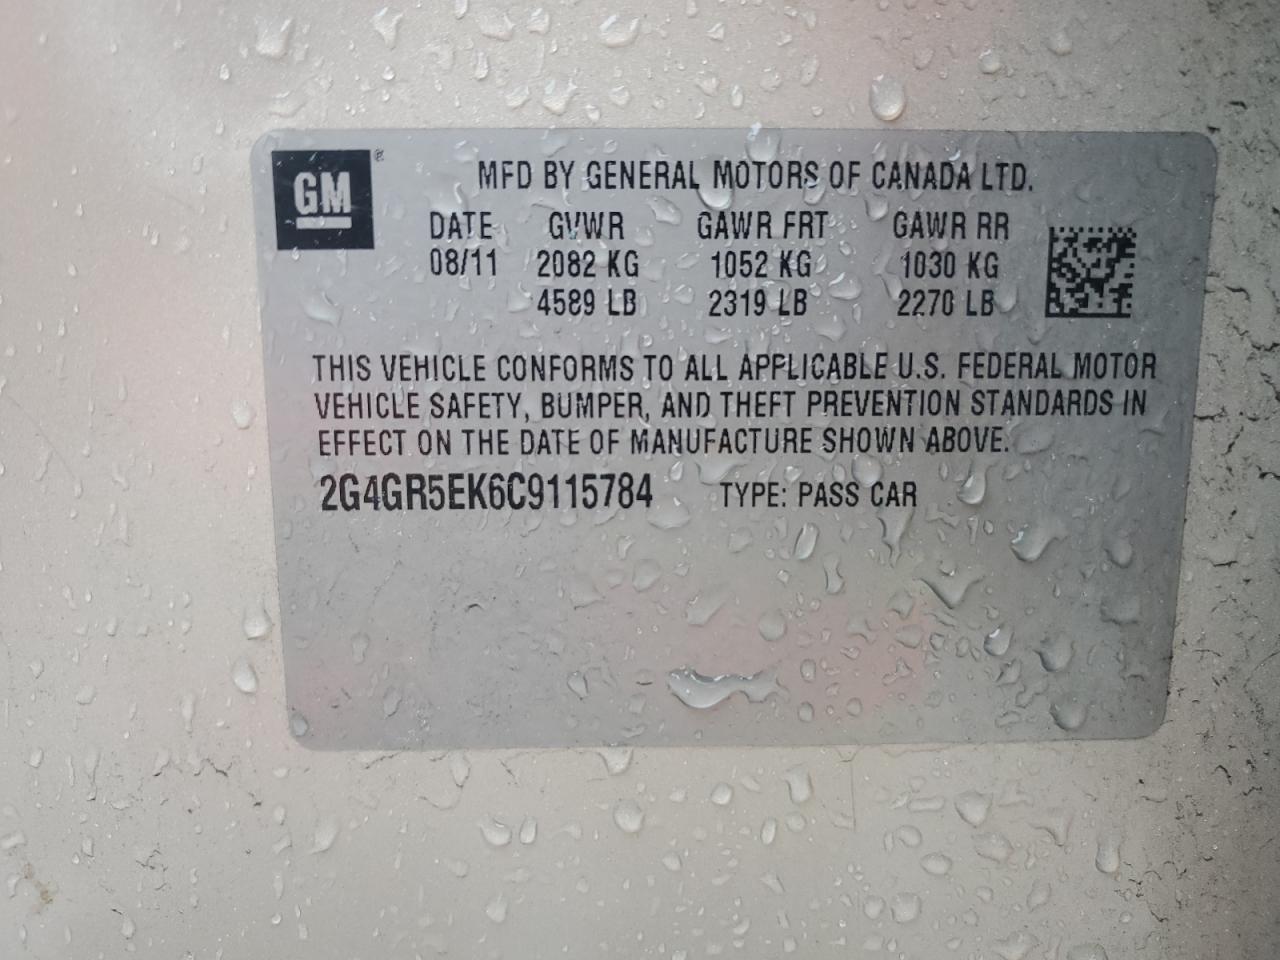 GM®
MFD BY GENERAL MOTORS OF CANADA LTD.
DATE GVWR GAWR FRT GAWR RR
08/11 2082 KG 1052 KG 1030 KG
4589 LB 2319 LB 2270 LB
THIS VEHICLE CONFORMS TO ALL APPLICABLE U.S. FEDERAL MOTOR
VEHICLE SAFETY, BUMPER, AND THEFT PREVENTION STANDARDS IN
EFFECT ON THE DATE OF MANUFACTURE SHOWN ABOVE.
2G4GR5EK6C9115784 TYPE: PASS CAR